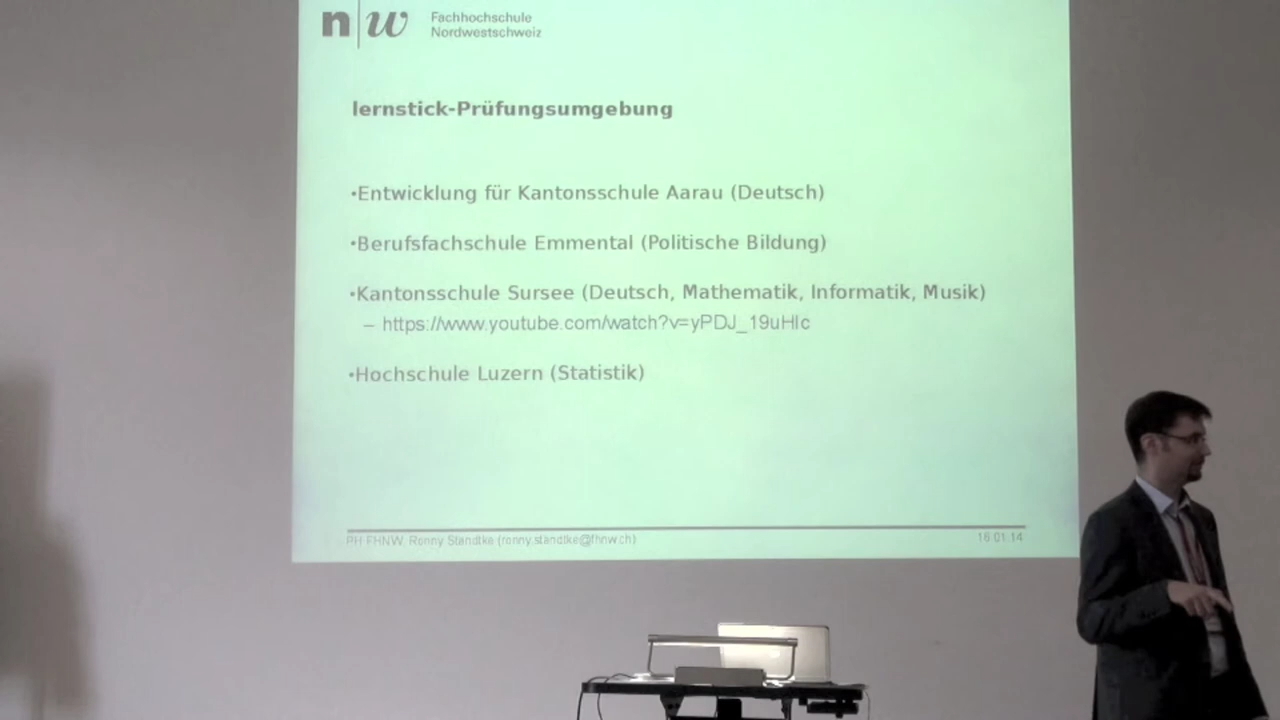 n|w Fachhochschule
Nordwestschweiz
lernstick-Prüfungsumgebung
•Entwicklung für Kantonsschule Aarau (Deutsch)
•Berufsfachschule Emmental (Politische Bildung)
•Kantonsschule Sursee (Deutsch, Mathematik, Informatik, Musik)
– https://www.youtube.com/watch?v=yPDJ_19uHIc
•Hochschule Luzern (Statistik)
PH FHNW, Ronny Standtke (ronny.standtke@fhnw.ch) 16.01.14